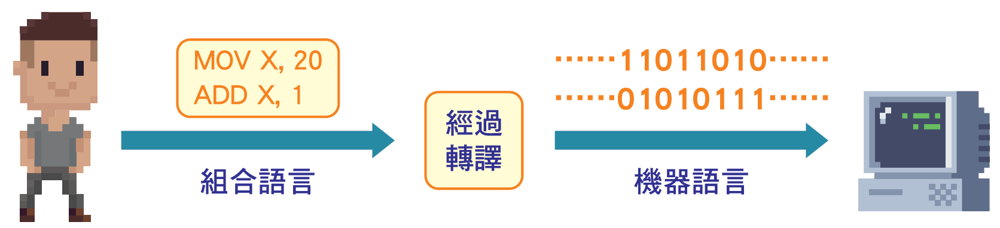 MOV X, 20
ADD X, 1
組合語言
經過
轉譯
……11011010……
……01010111……
機器語言